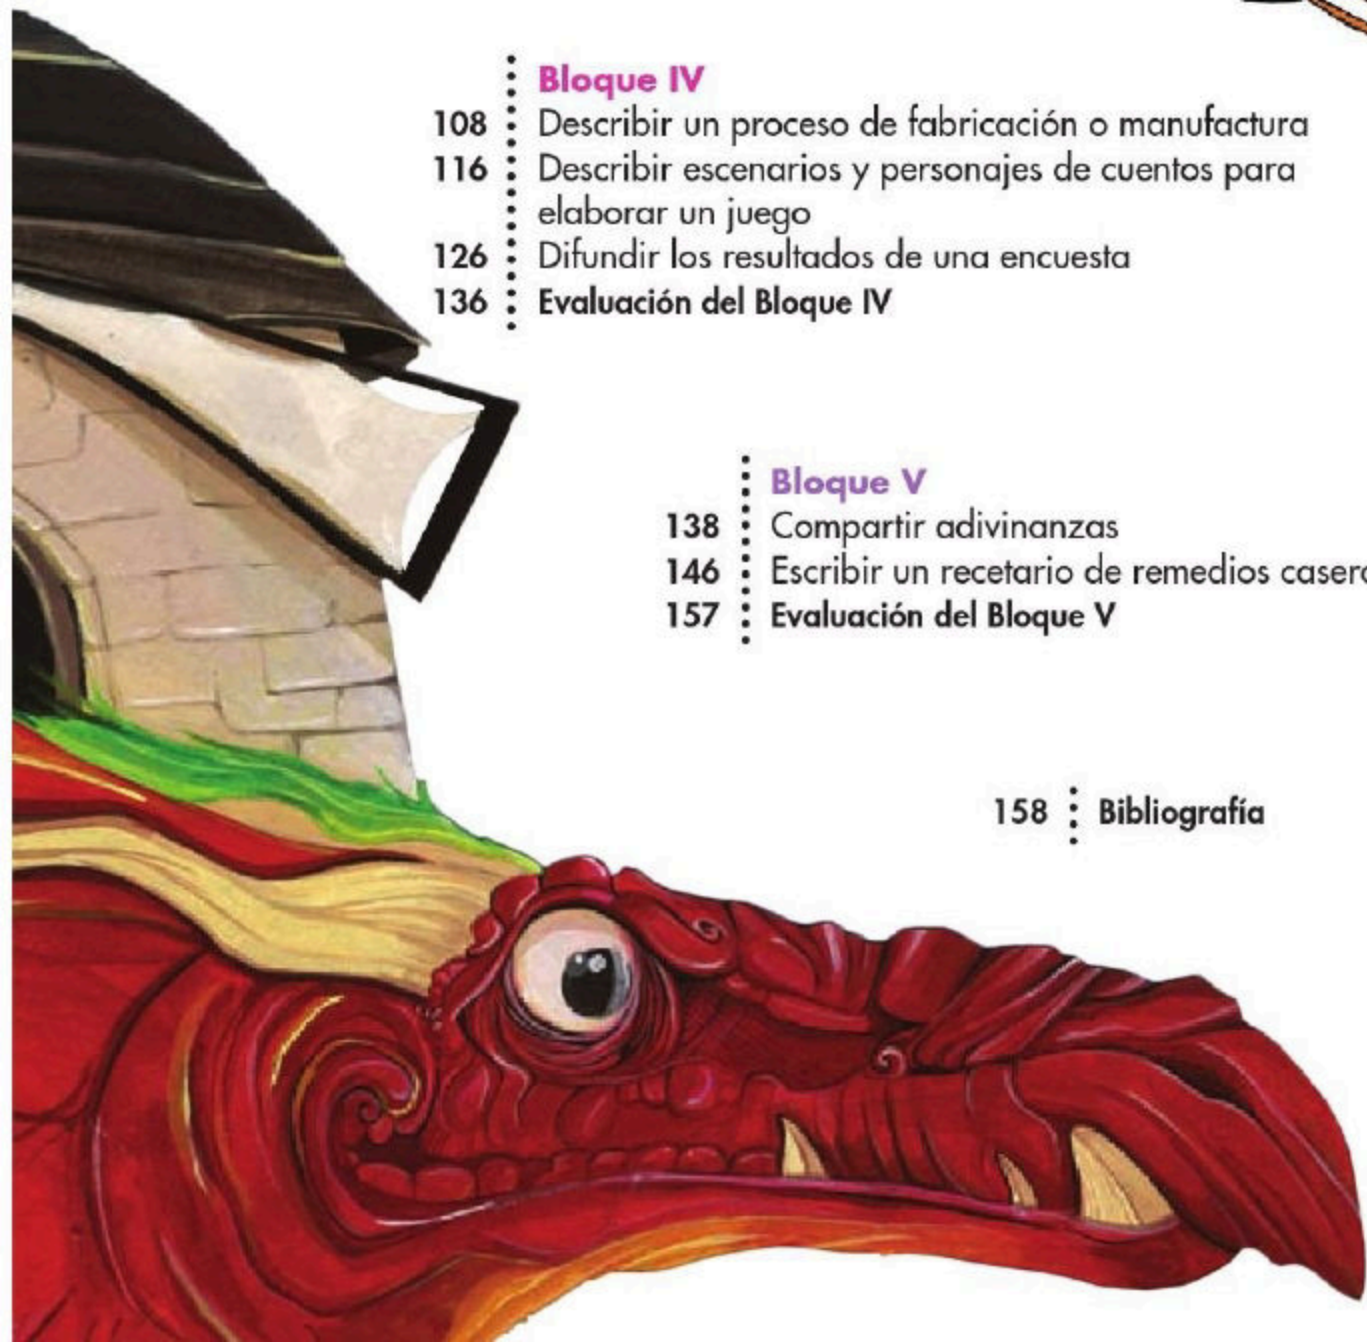 Bloque IV
108 Describir un proceso de fabricación o manufactura
116 Describir escenarios y personajes de cuentos para
elaborar un juego
126 Difundir los resultados de una encuesta
136 Evaluación del Bloque IV
Bloque V
138 Compartir adivinanzas
146 Escribir un recetario de remedios
157 Evaluación del Bloque V
158 Bibliografía